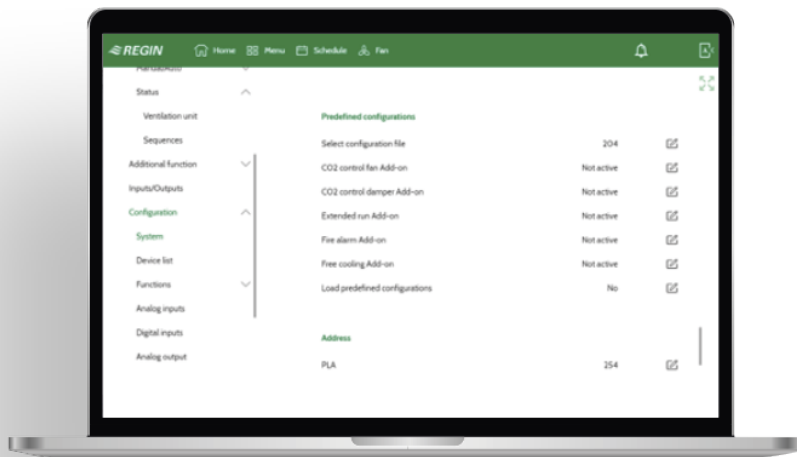 REGIN Home Menu Schedule Fan
Manual/Auto
Status
Ventilation unit
Sequences
Additional function
Inputs/Outputs
Configuration
System
Device list
Functions
Analog inputs
Digital inputs
Analog output
Predefined configurations
Select configuration file 204
CO2 control fan Add-on Not active
CO2 control damper Add-on Not active
Extended run Add-on Not active
Fire alarm Add-on Not active
Free cooling Add-on Not active
Load predefined configurations No
Address
PLA 254